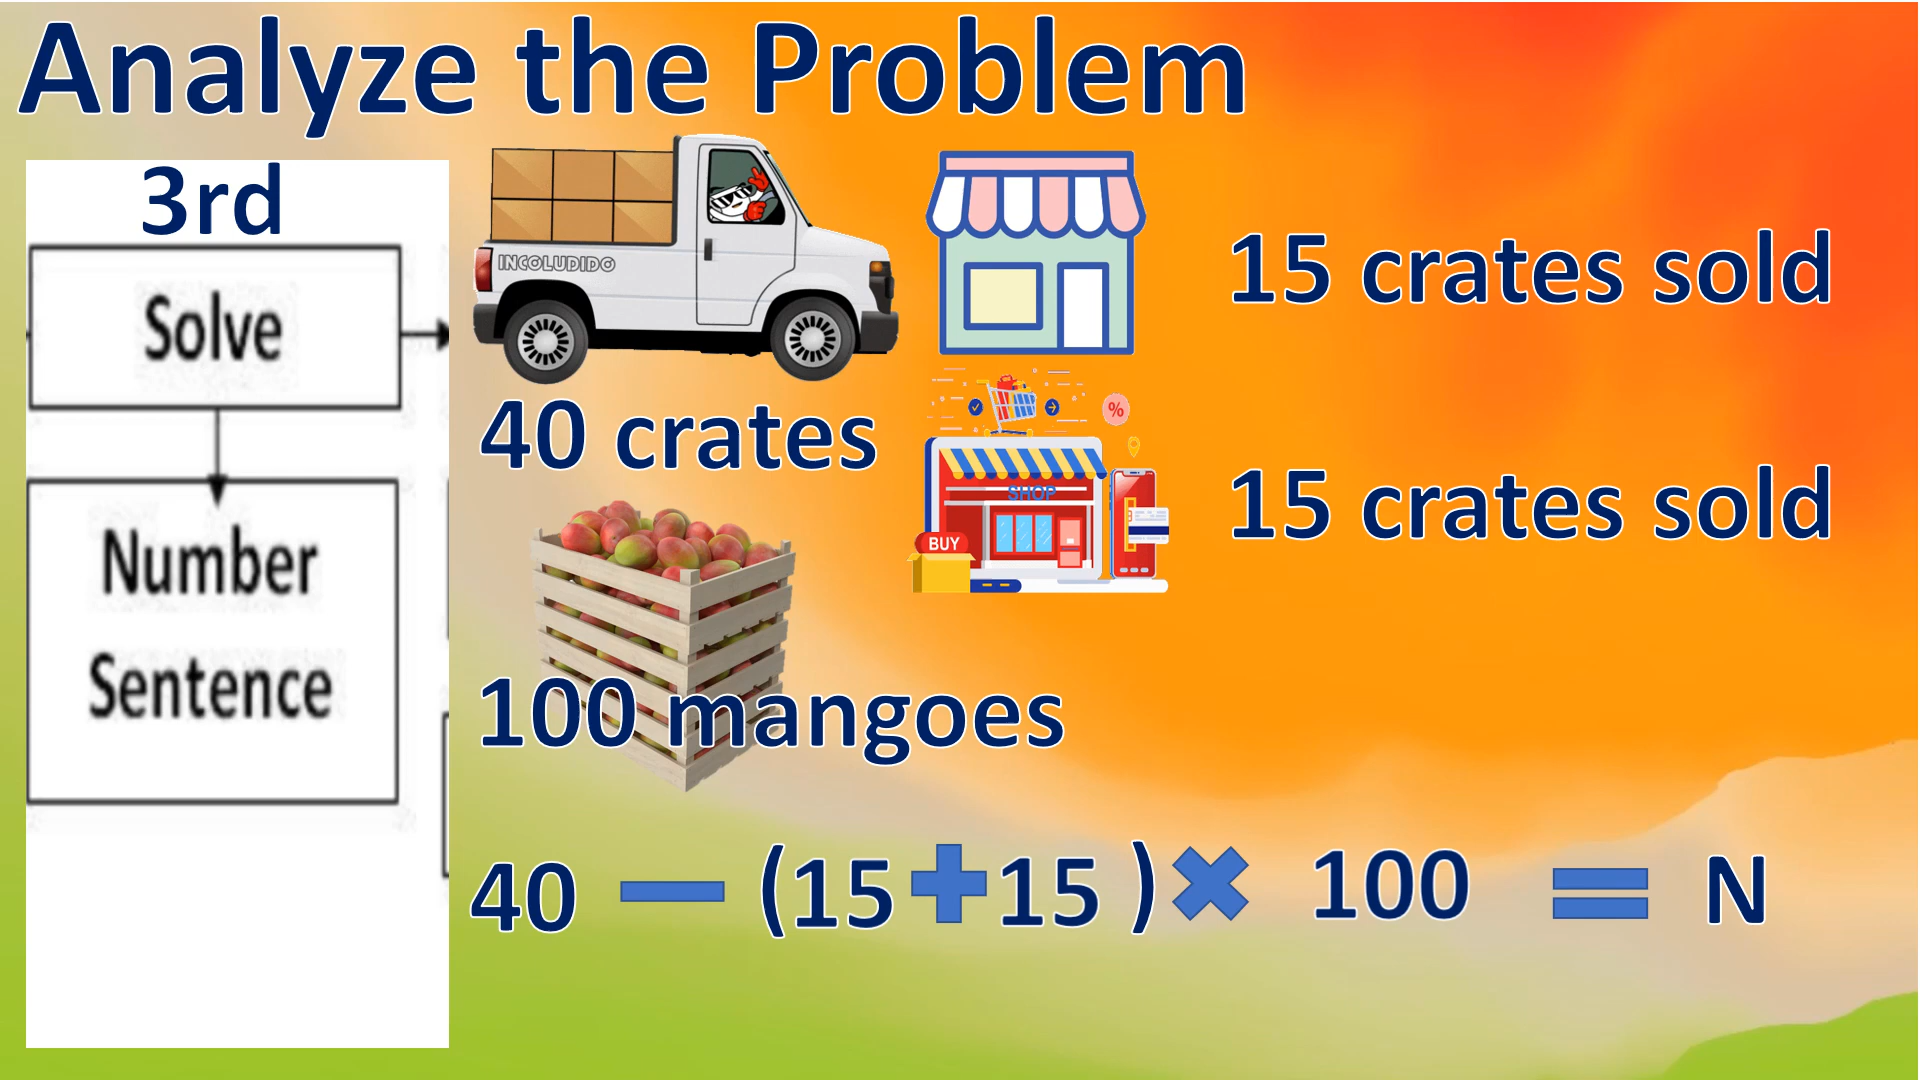 Analyze the Problem
3rd
Solve
Number
Sentence
INCOLUDIDO
40 crates
100 mangoes
15 crates sold
SHOP
BUY
%
15 crates sold
40 − (15 + 15 ) × 100 = N